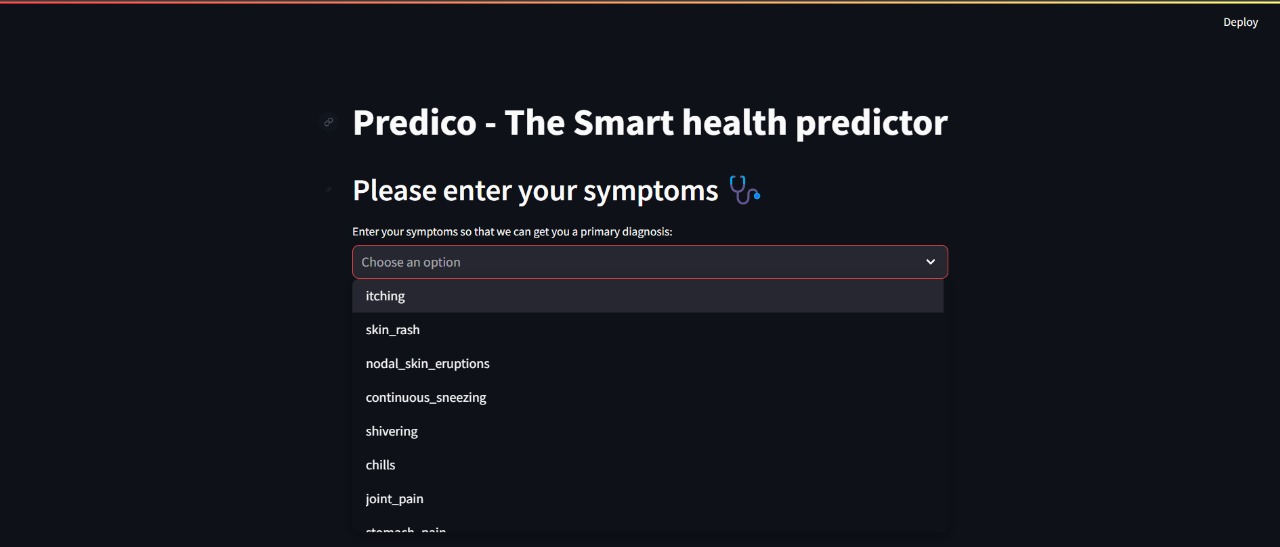 Deploy
Predico - The Smart health predictor
Please enter your symptoms
Enter your symptoms so that we can get you a primary diagnosis:
Choose an option
itching
skin_rash
nodal_skin_eruptions
continuous_sneezing
shivering
chills
joint_pain
stomach_pain